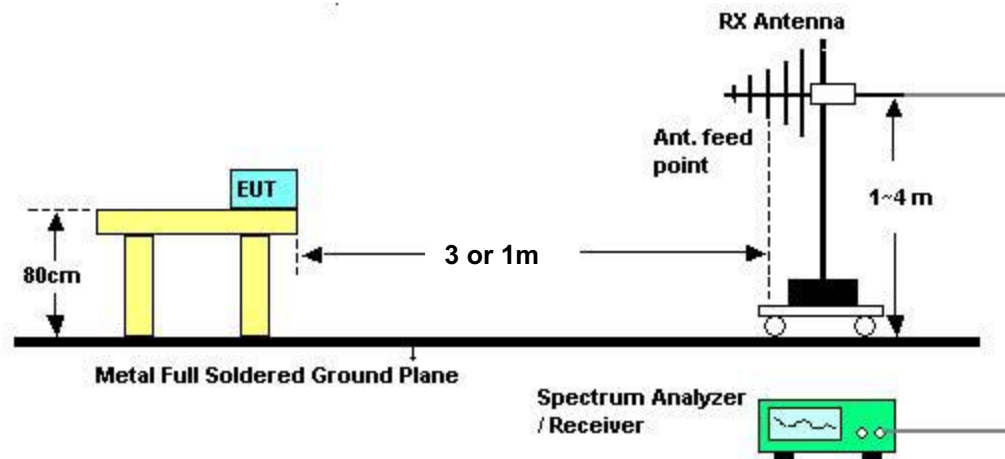 RX Antenna
Ant. feed
point
EUT
1~4 m
3 or 1m
80cm
Metal Full Soldered Ground Plane
Spectrum Analyzer
/ Receiver